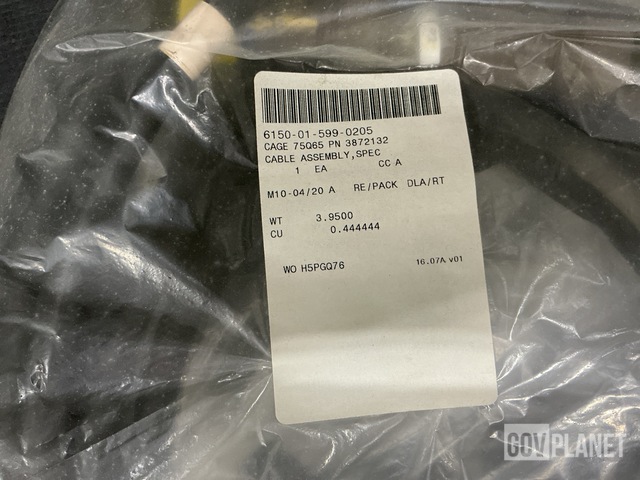 6150-01-599-0205
CAGE 75Q65 PN 3872132
CABLE ASSEMBLY,SPEC
1 EA CC A
M10-04/20 A RE/PACK DLA/RT
WT 3.9500
CU 0.444444
WO H5PGQ76 16.07A v01
GOVPLANET